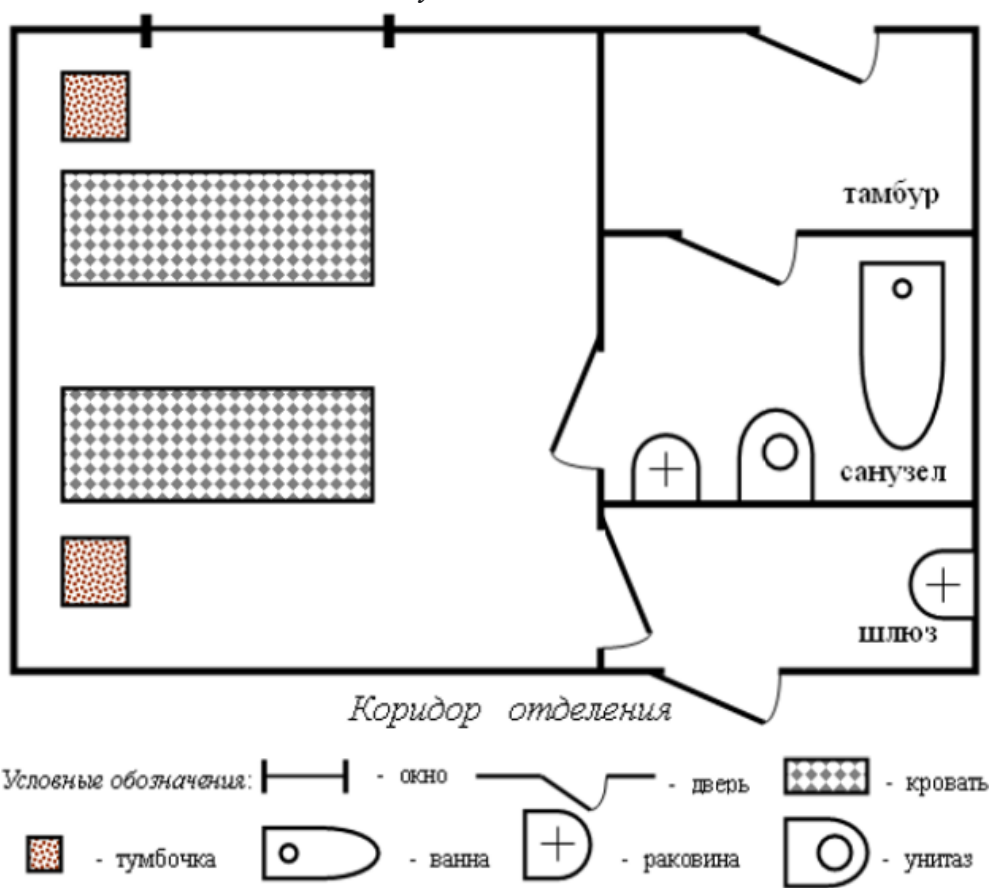 тамбур
санузел
шлюз
Коридор отделения
Условные обозначения: - окно - дверь - кровать
- тумбочка - ванна - раковина - унитаз